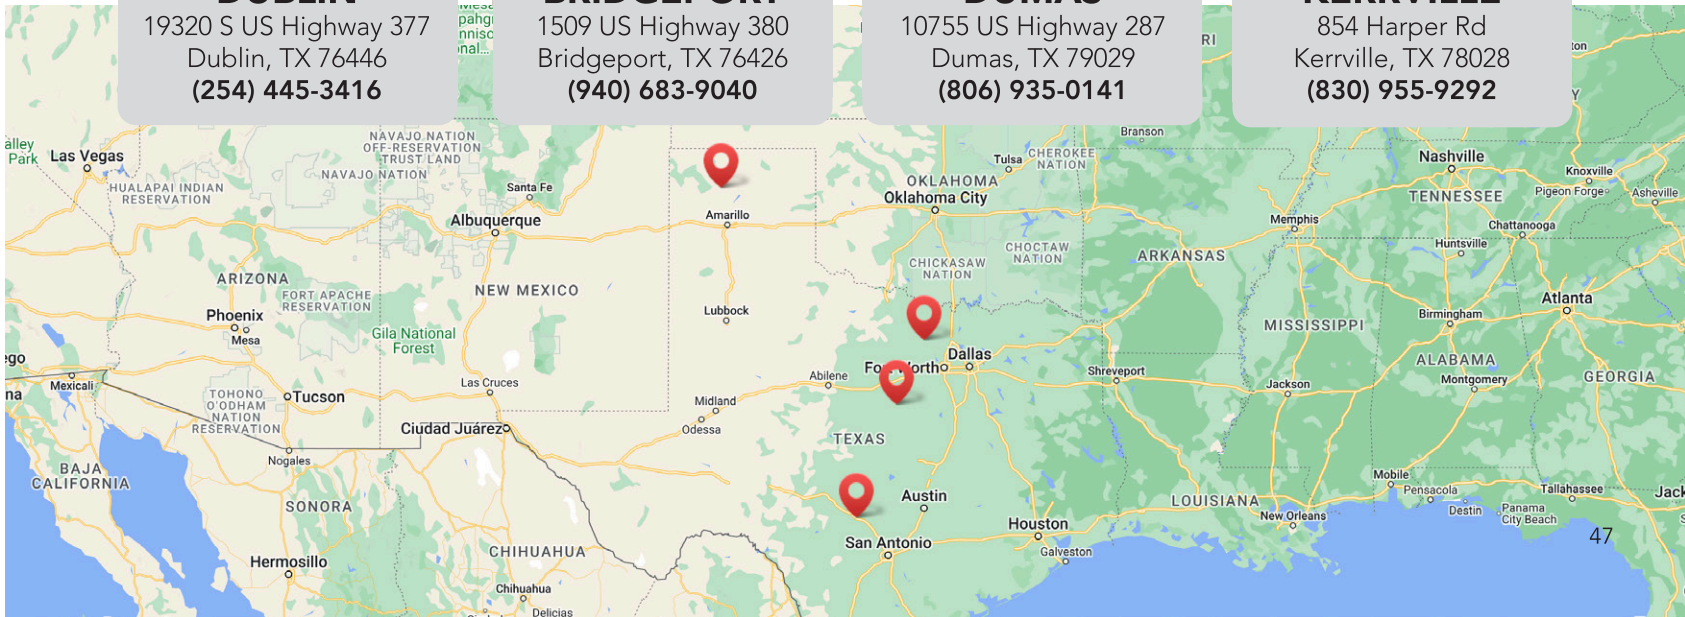 DUBLIN
19320 S US Highway 377
Dublin, TX 76446
(254) 445-3416
BRIDGEPORT
1509 US Highway 380
Bridgeport, TX 76426
(940) 683-9040
DUMAS
10755 US Highway 287
Dumas, TX 79029
(806) 935-0141
KERRVILLE
854 Harper Rd
Kerrville, TX 78028
(830) 955-9292
Las Vegas
HUALAPAI INDIAN
RESERVATION
NAVAJO NATION
OFF-RESERVATION
TRUST LAND
NAVAJO NATION
Santa Fe
Albuquerque
Amarillo
Tulsa
CHEROKEE
NATION
Branson
OKLAHOMA
Oklahoma City
Nashville
TENNESSEE
Knoxville
Pigeon Forge
Asheville
Memphis
Chattanooga
Huntsville
ARIZONA
FORT APACHE
RESERVATION
NEW MEXICO
CHICKASAW
NATION
CHOCTAW
NATION
ARKANSAS
Phoenix
Mesa
Gila National
Forest
Lubbock
Atlanta
Birmingham
MISSISSIPPI
ALABAMA
GEORGIA
Mexicali
Las Cruces
Abilene
Dallas
Shreveport
Jackson
Montgomery
TOHONO
O'ODHAM
NATION
RESERVATION
Tucson
Midland
Odessa
Ciudad Juárez
TEXAS
Nogales
BAJA
CALIFORNIA
SONORA
Austin
Houston
San Antonio
Galveston
LOUISIANA
New Orleans
Mobile
Pensacola
Destin
Panama
City Beach
Tallahassee
Hermosillo
CHIHUAHUA
Chihuahua
Delicias
47